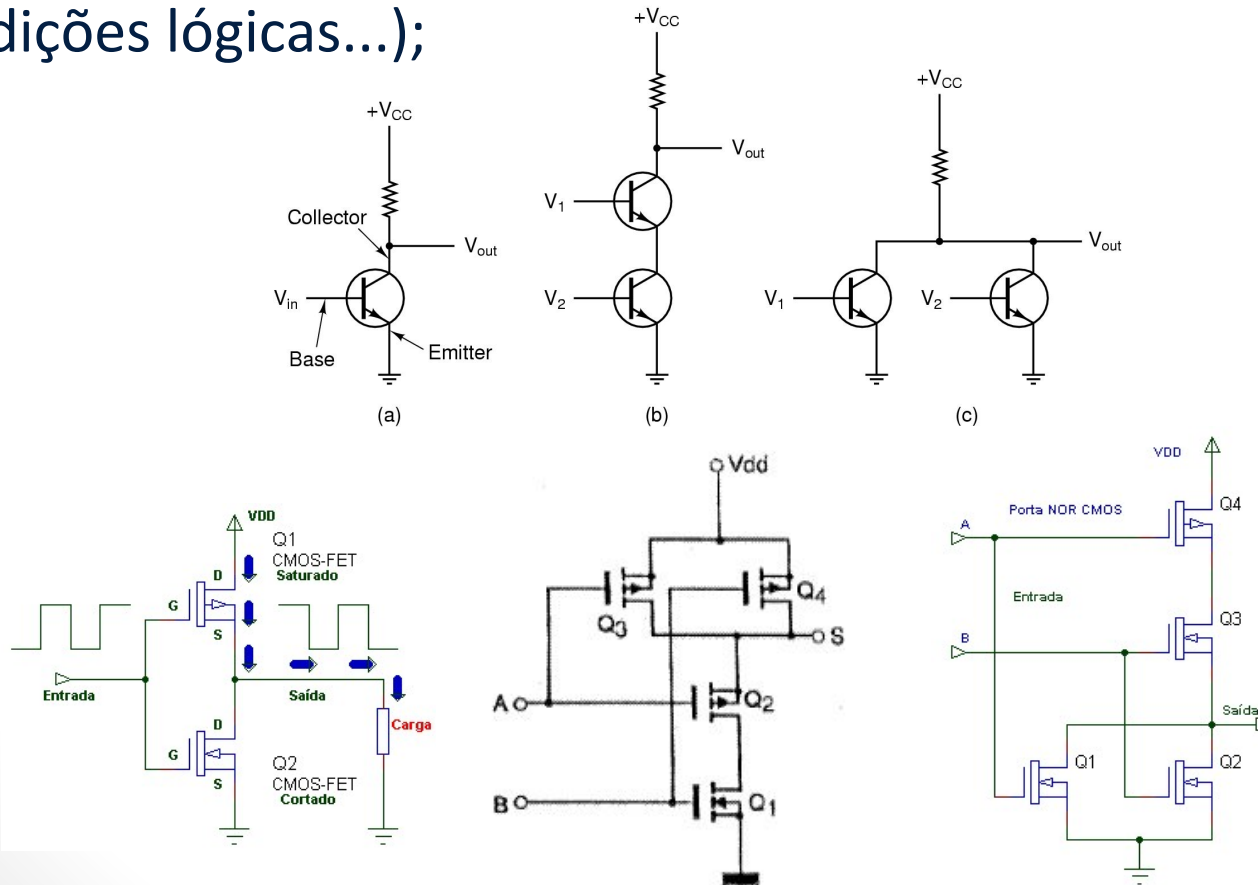 dições lógicas...);
+VCC
Collector
Vout
Vin
Base
Emitter
(a)
+VCC
Vout
V1
V2
(b)
+VCC
Vout
V1
V2
(c)
VDD
Q1
CMOS-FET
Saturado
D
G
S
Entrada
Saída
Carga
D
G
S
Q2
CMOS-FET
Cortado
Vdd
Q3
Q4
S
A
Q2
B
Q1
VDD
Porta NOR CMOS
Q4
A
Entrada
Q3
B
Saída
Q1
Q2